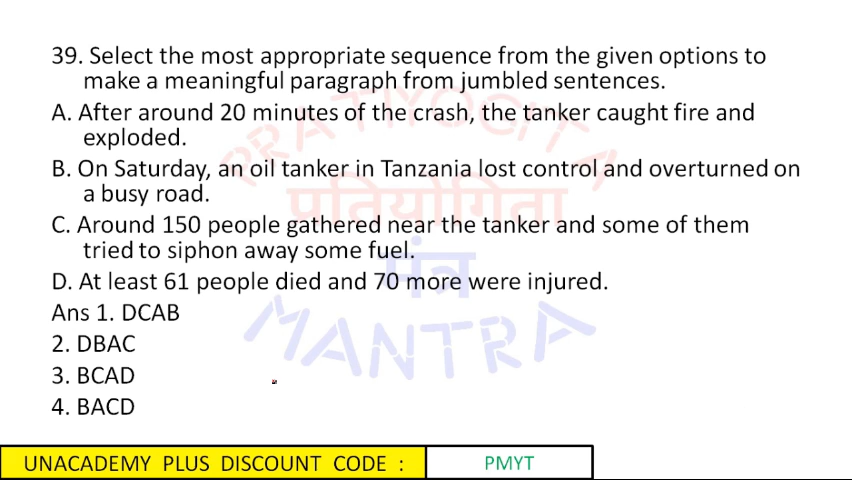 39. Select the most appropriate sequence from the given options to
make a meaningful paragraph from jumbled sentences.
A. After around 20 minutes of the crash, the tanker caught fire and
exploded.
B. On Saturday, an oil tanker in Tanzania lost control and overturned on
a busy road.
C. Around 150 people gathered near the tanker and some of them
tried to siphon away some fuel.
D. At least 61 people died and 70 more were injured.
Ans 1. DCAB
2. DBAC
3. BCAD
4. BACD
PRATIYOGITA
प्रतियोगिता
मंत्र
MANTRA
UNACADEMY PLUS DISCOUNT CODE : PMYT